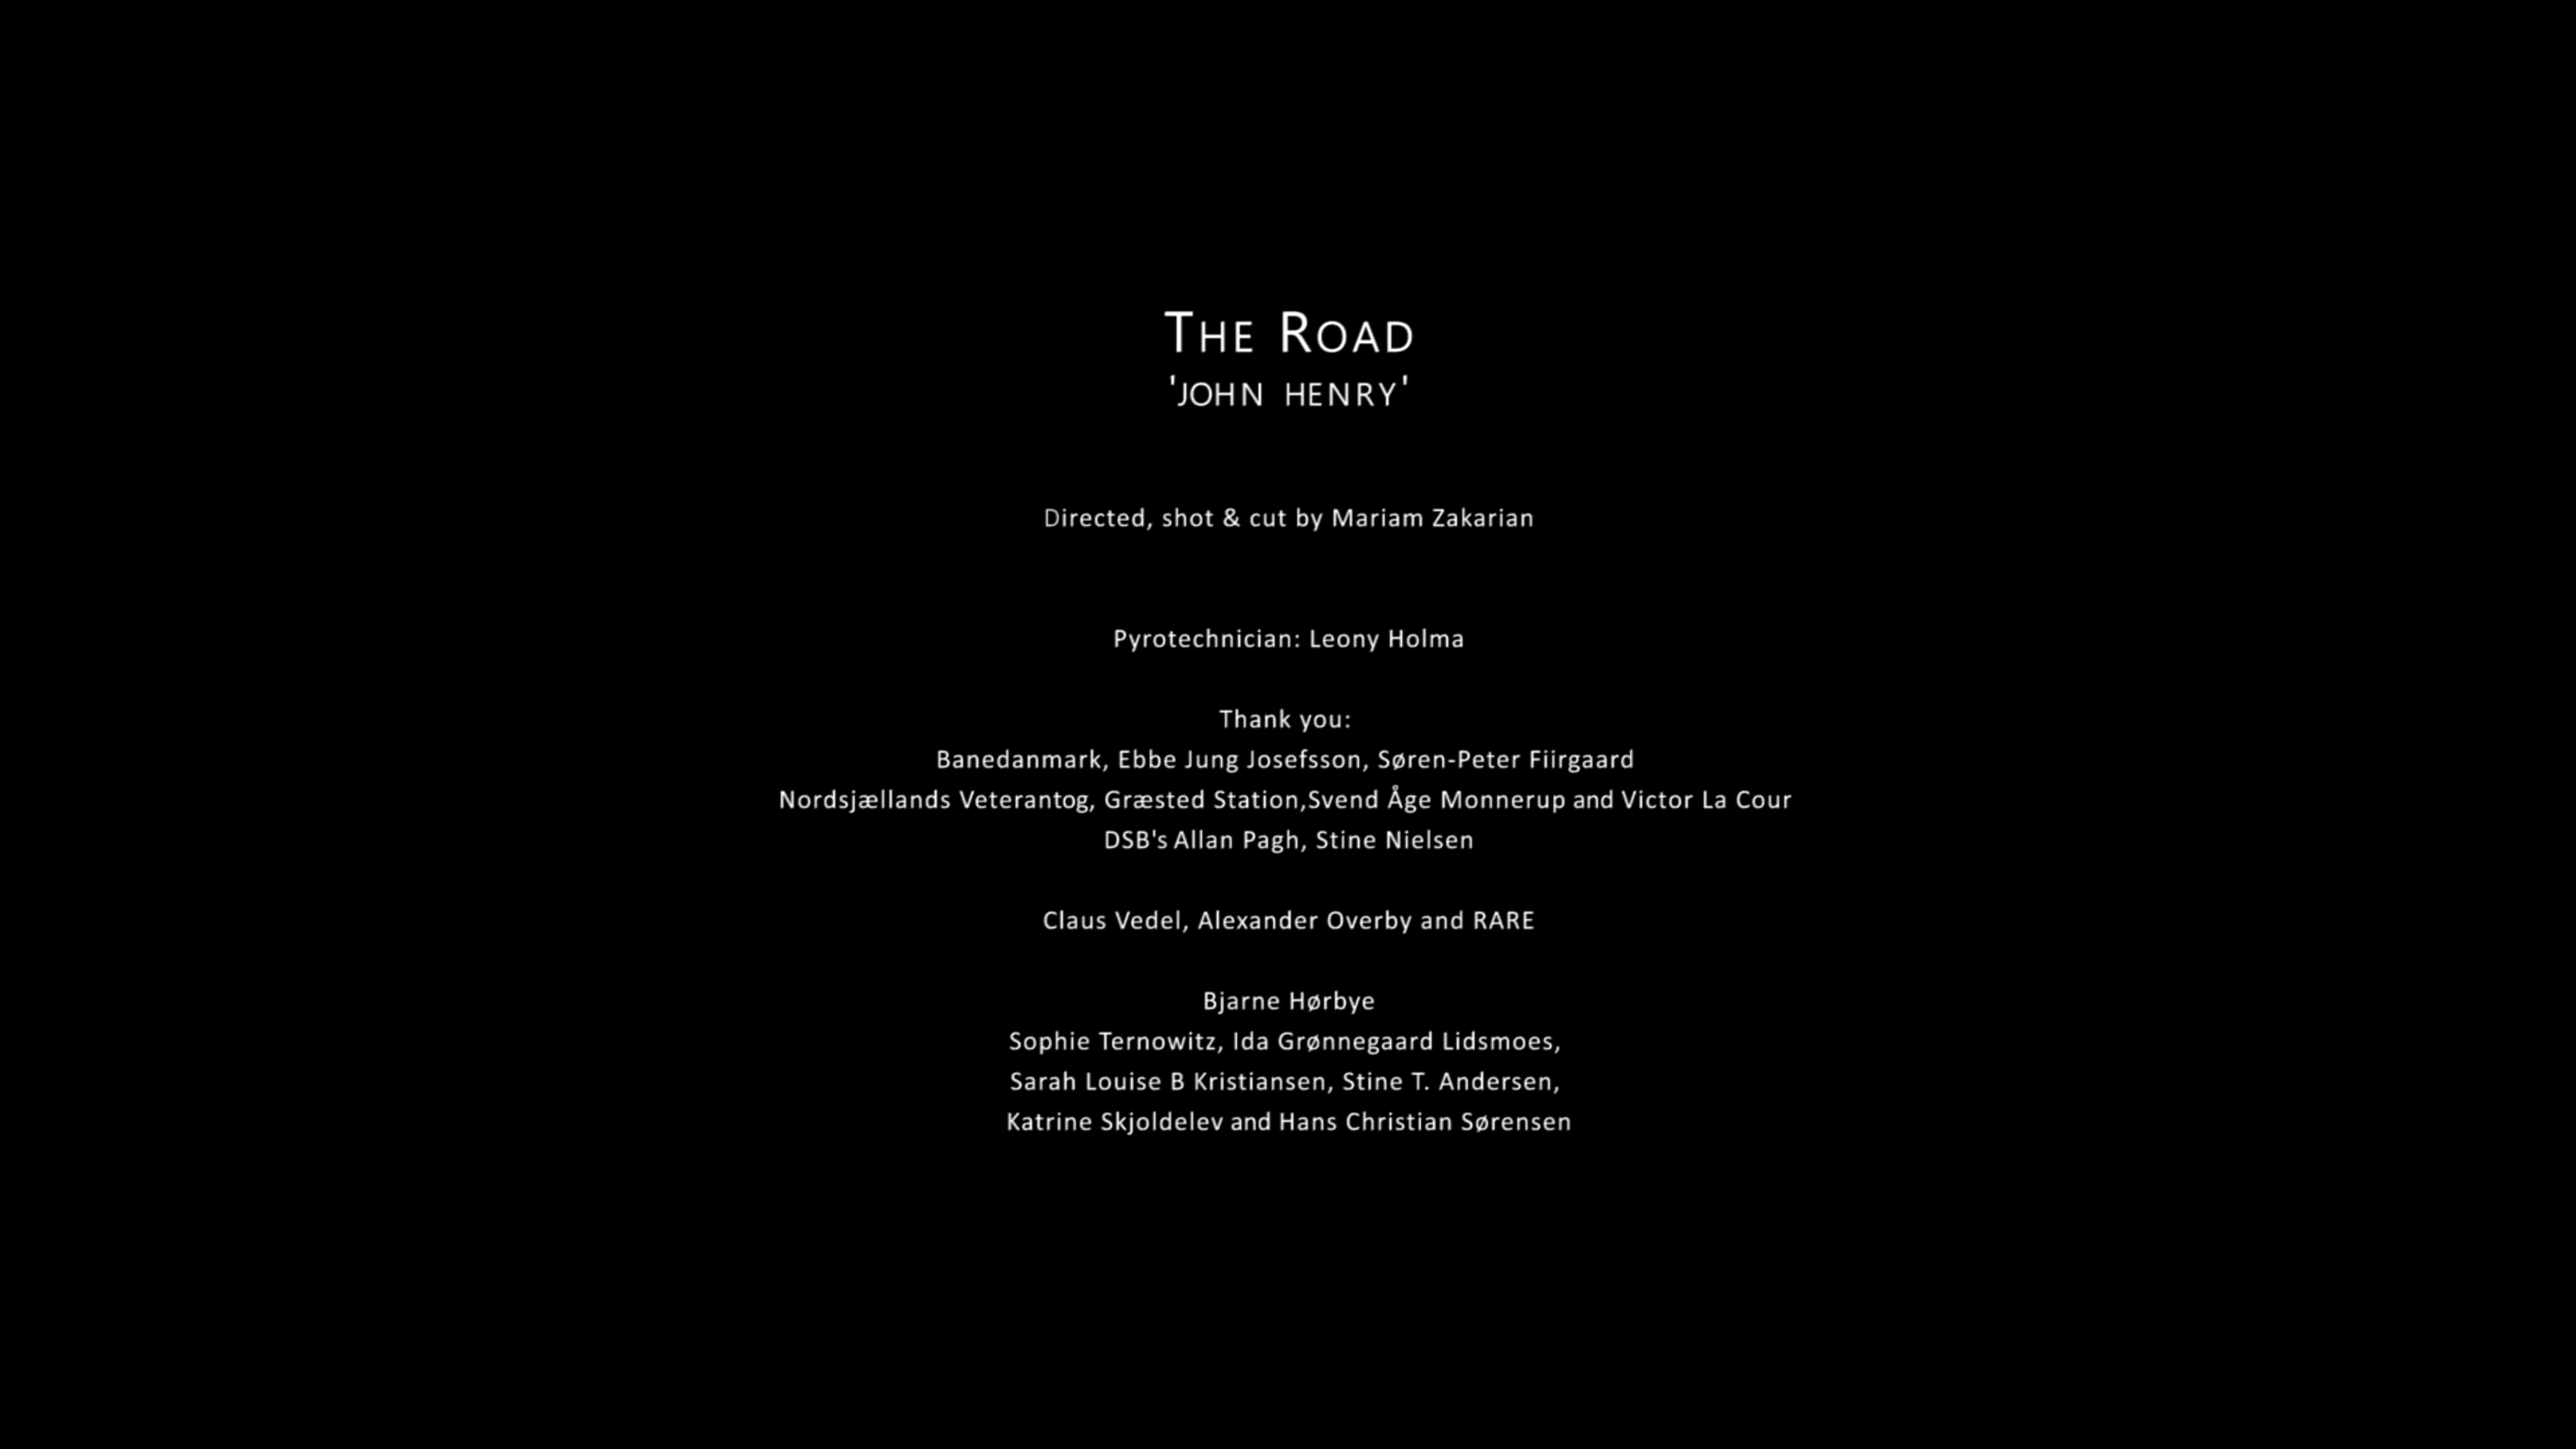 The Road
'JOHN HENRY'
Directed, shot & cut by Mariam Zakarian
Pyrotechnician: Leony Holma
Thank you:
Banedanmark, Ebbe Jung Josefsson, Søren-Peter Fiirgaard
Nordsjællands Veterantog, Græsted Station,Svend Åge Monnerup and Victor La Cour
DSB's Allan Pagh, Stine Nielsen
Claus Vedel, Alexander Overby and RARE
Bjarne Hørbye
Sophie Ternowitz, Ida Grønnegaard Lidsmoes,
Sarah Louise B Kristiansen, Stine T. Andersen,
Katrine Skjoldelev and Hans Christian Sørensen